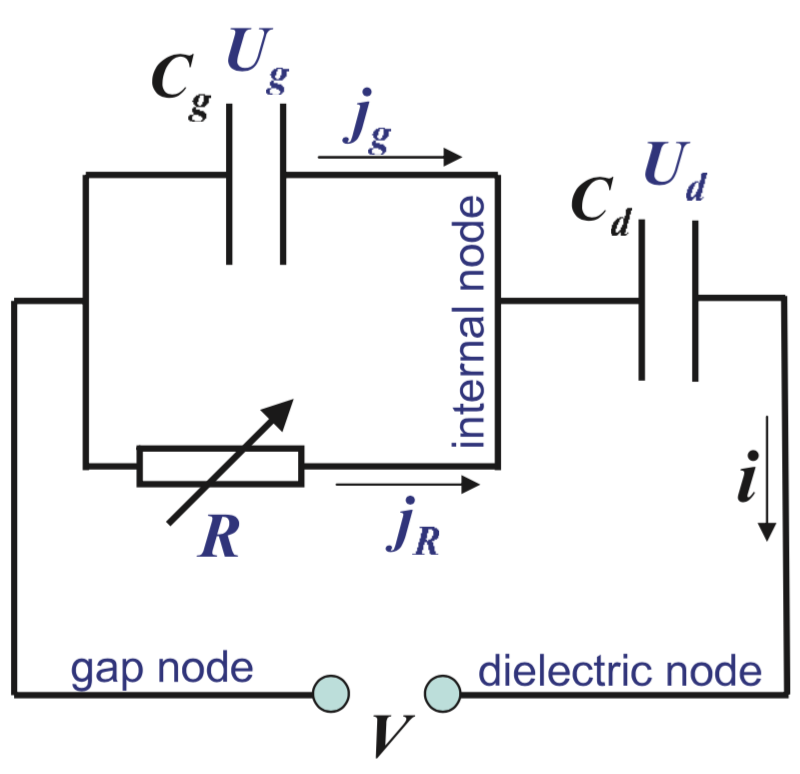 C_g U_g
j_g
C_d U_d
internal node
R
j_R
i
gap node
dielectric node
V